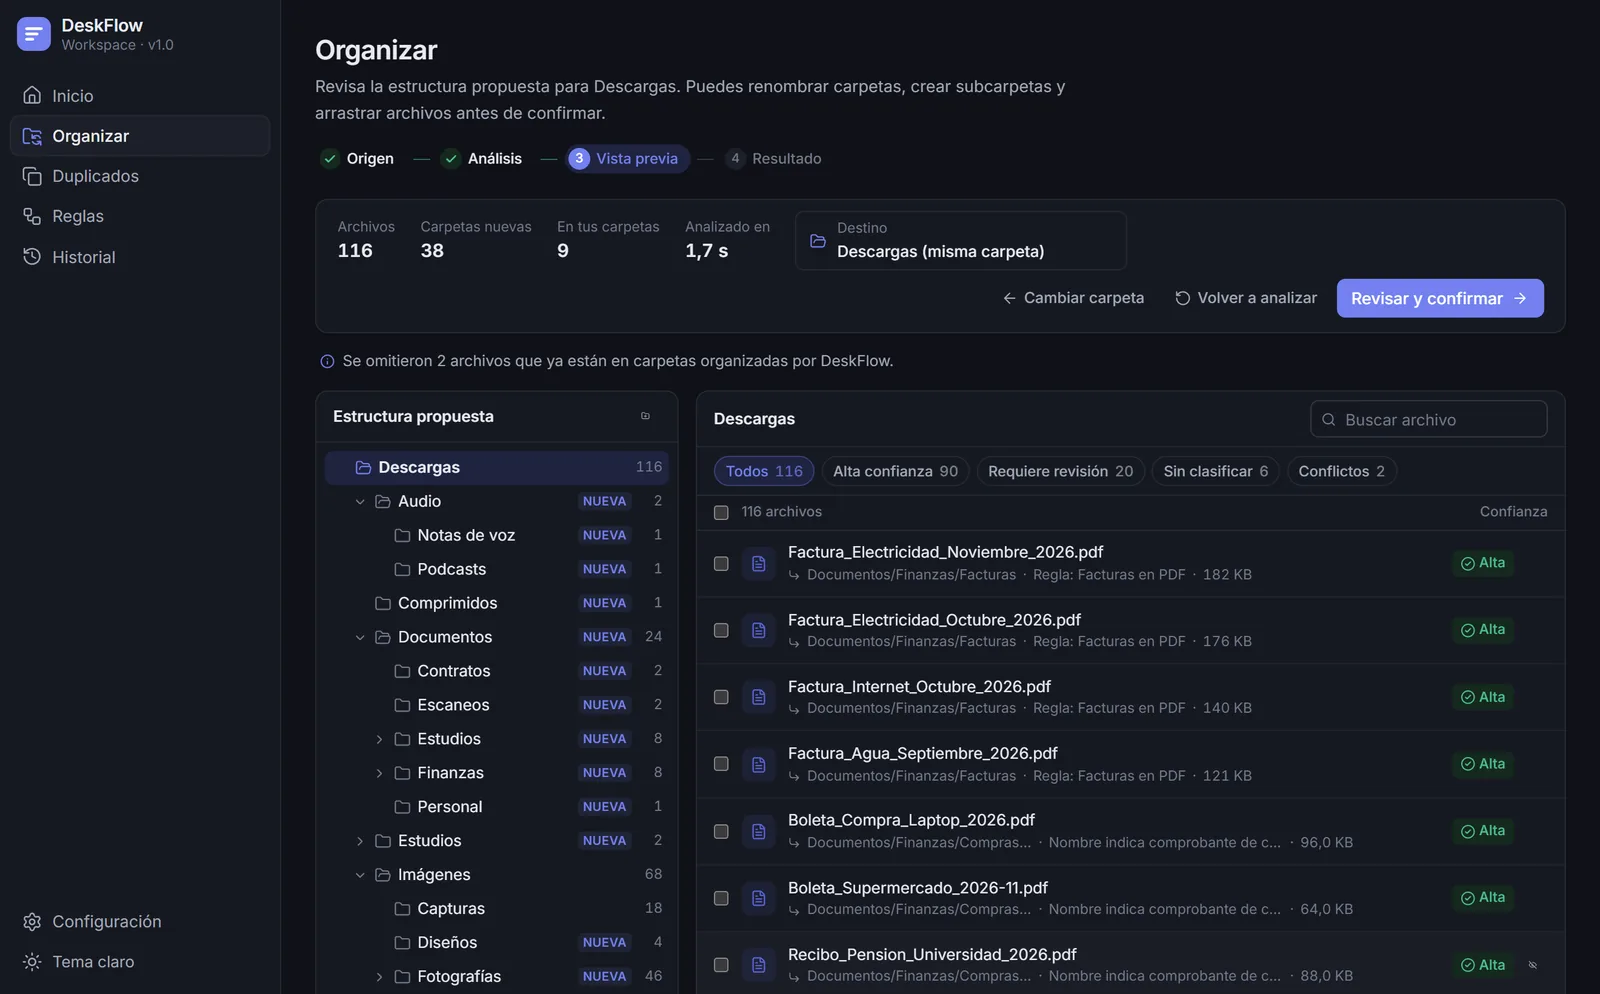 DeskFlow
Workspace · v1.0
Inicio
Organizar
Duplicados
Reglas
Historial
Configuración
Tema claro
Organizar
Revisa la estructura propuesta para Descargas. Puedes renombrar carpetas, crear subcarpetas y
arrastrar archivos antes de confirmar.
Origen
Análisis
3 Vista previa
4 Resultado
Archivos
116
Carpetas nuevas
38
En tus carpetas
9
Analizado en
1,7 s
Destino
Descargas (misma carpeta)
Cambiar carpeta
Volver a analizar
Revisar y confirmar
Se omitieron 2 archivos que ya están en carpetas organizadas por DeskFlow.
Estructura propuesta
Descargas 116
Audio NUEVA 2
Notas de voz NUEVA 1
Podcasts NUEVA 1
Comprimidos NUEVA 1
Documentos NUEVA 24
Contratos NUEVA 2
Escaneos NUEVA 2
Estudios NUEVA 8
Finanzas NUEVA 8
Personal NUEVA 1
Estudios NUEVA 2
Imágenes 68
Capturas 18
Diseños NUEVA 4
Fotografías NUEVA 46
Descargas
Buscar archivo
Todos 116
Alta confianza 90
Requiere revisión 20
Sin clasificar 6
Conflictos 2
116 archivos Confianza
Factura_Electricidad_Noviembre_2026.pdf
Documentos/Finanzas/Facturas · Regla: Facturas en PDF · 182 KB
Alta
Factura_Electricidad_Octubre_2026.pdf
Documentos/Finanzas/Facturas · Regla: Facturas en PDF · 176 KB
Alta
Factura_Internet_Octubre_2026.pdf
Documentos/Finanzas/Facturas · Regla: Facturas en PDF · 140 KB
Alta
Factura_Agua_Septiembre_2026.pdf
Documentos/Finanzas/Facturas · Regla: Facturas en PDF · 121 KB
Alta
Boleta_Compra_Laptop_2026.pdf
Documentos/Finanzas/Compras... · Nombre indica comprobante de c... · 96,0 KB
Alta
Boleta_Supermercado_2026-11.pdf
Documentos/Finanzas/Compras... · Nombre indica comprobante de c... · 64,0 KB
Alta
Recibo_Pension_Universidad_2026.pdf
Documentos/Finanzas/Compras... · Nombre indica comprobante de c... · 88,0 KB
Alta